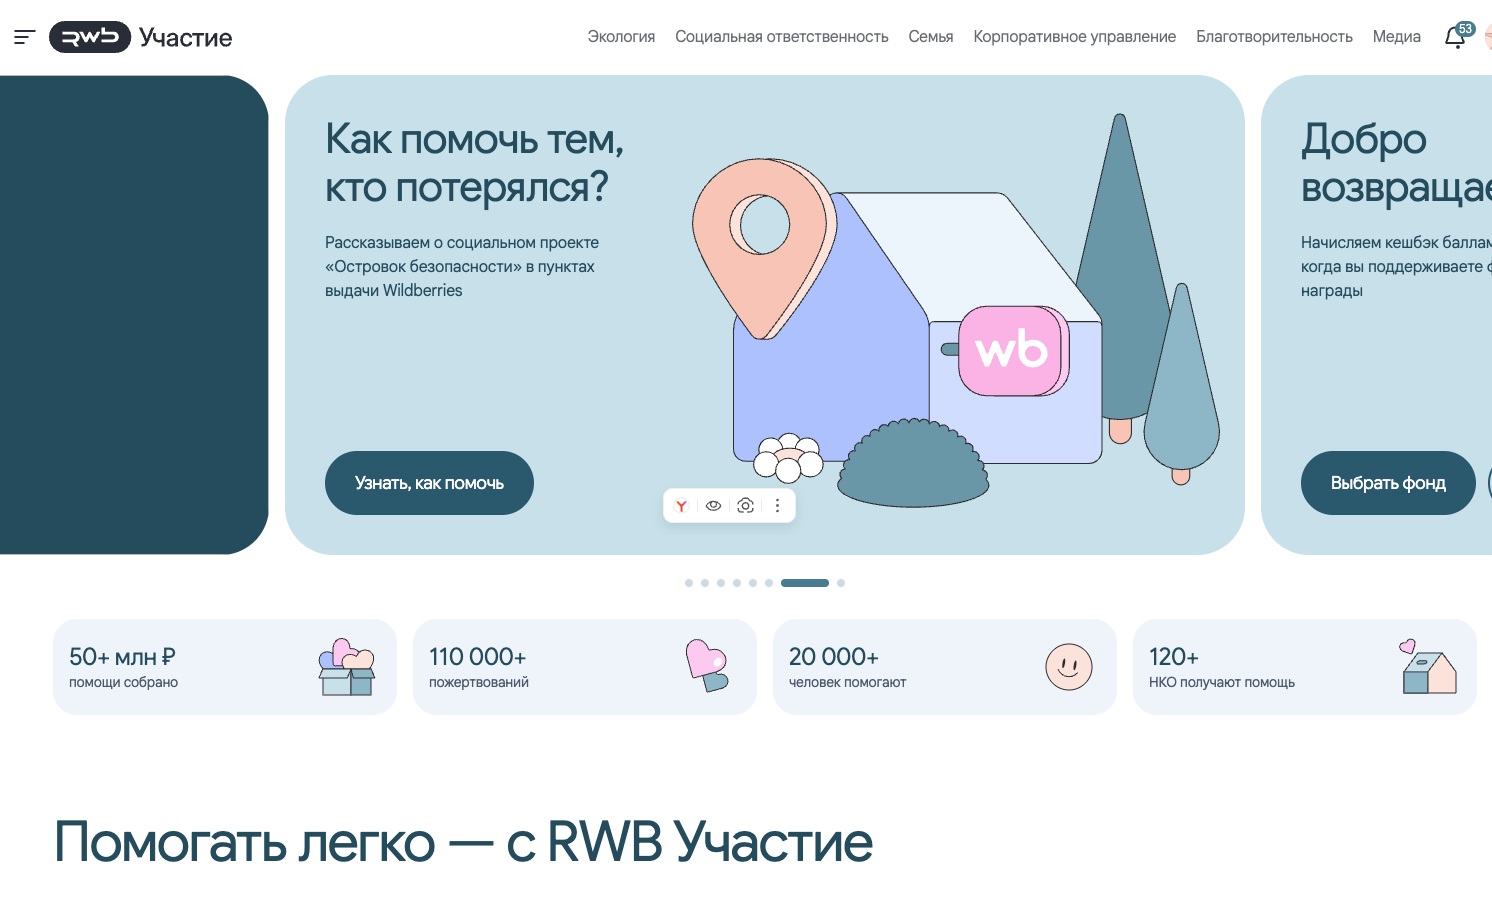 RWB Участие
Экология
Социальная ответственность
Семья
Корпоративное управление
Благотворительность
Медиа
53
Как помочь тем,
кто потерялся?
Рассказываем о социальном проекте
«Островок безопасности» в пунктах
выдачи Wildberries
wb
Узнать, как помочь
Добро
Начисляем кешбэк
когда вы поддерживаете
награды
Выбрать фонд
50+ млн ₽
помощи собрано
110 000+
пожертвований
20 000+
человек помогают
120+
НКО получают помощь
Помогать легко — с RWB Участие